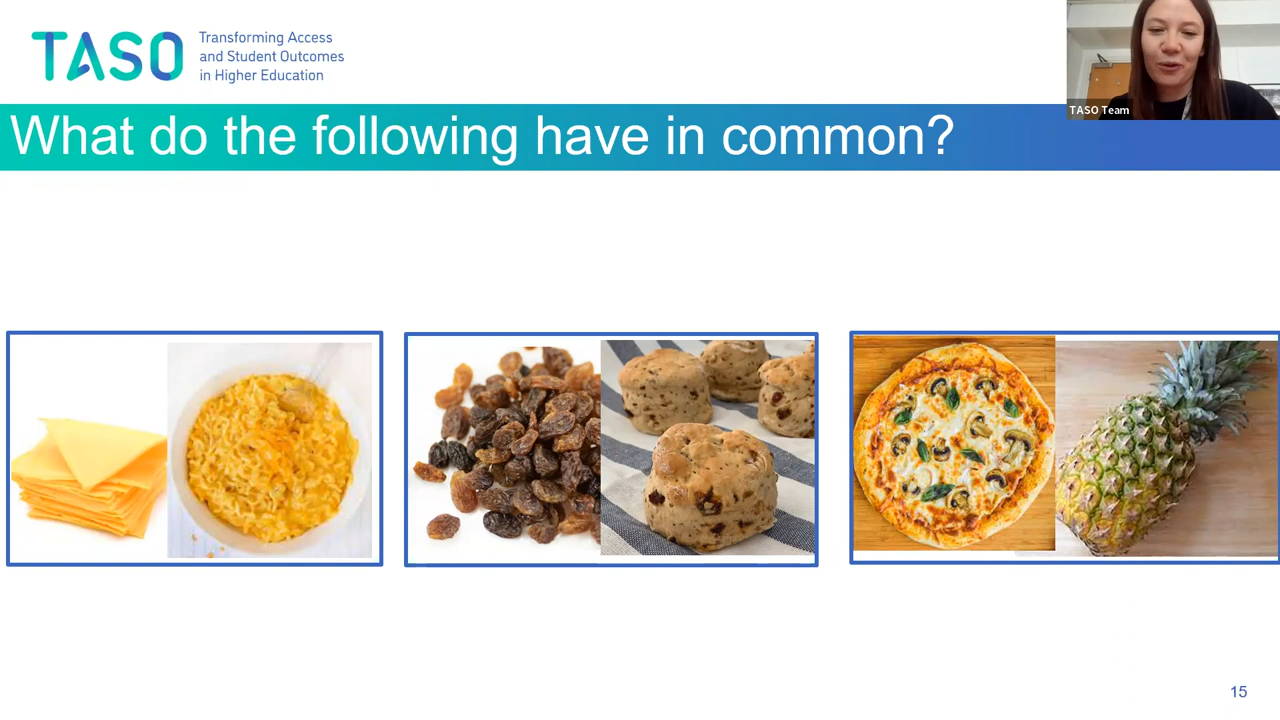 TASO
Transforming Access
and Student Outcomes
in Higher Education
TASO Team
What do the following have in common?
15